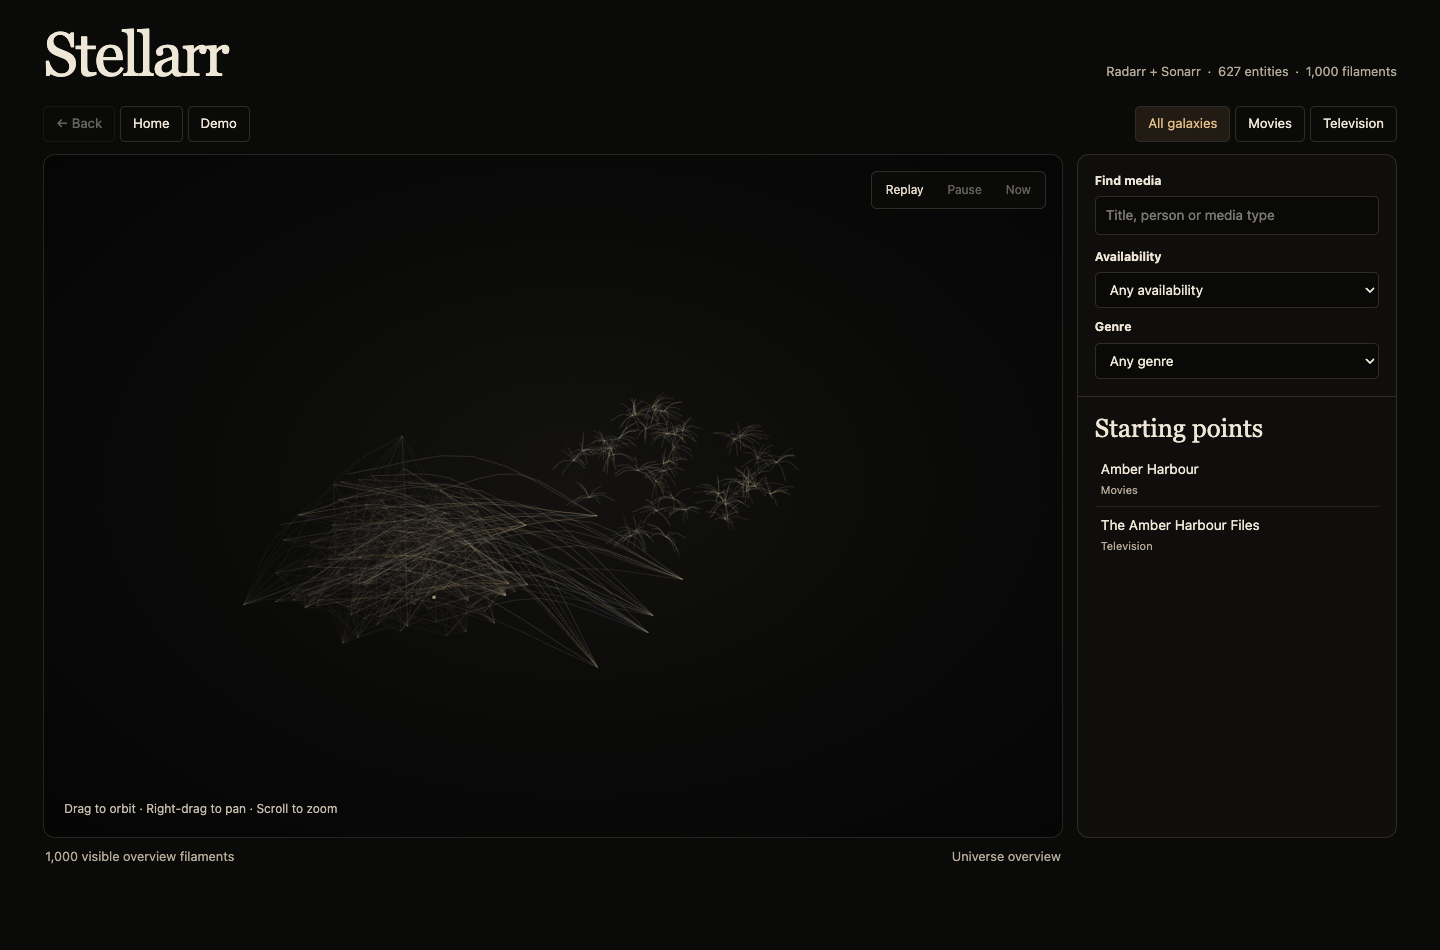 Stellarr
Radarr + Sonarr · 627 entities · 1,000 filaments
← Back
Home
Demo
All galaxies
Movies
Television
Replay
Pause
Now
Drag to orbit · Right-drag to pan · Scroll to zoom
1,000 visible overview filaments
Universe overview
Find media
Title, person or media type
Availability
Any availability
Genre
Any genre
Starting points
Amber Harbour
Movies
The Amber Harbour Files
Television